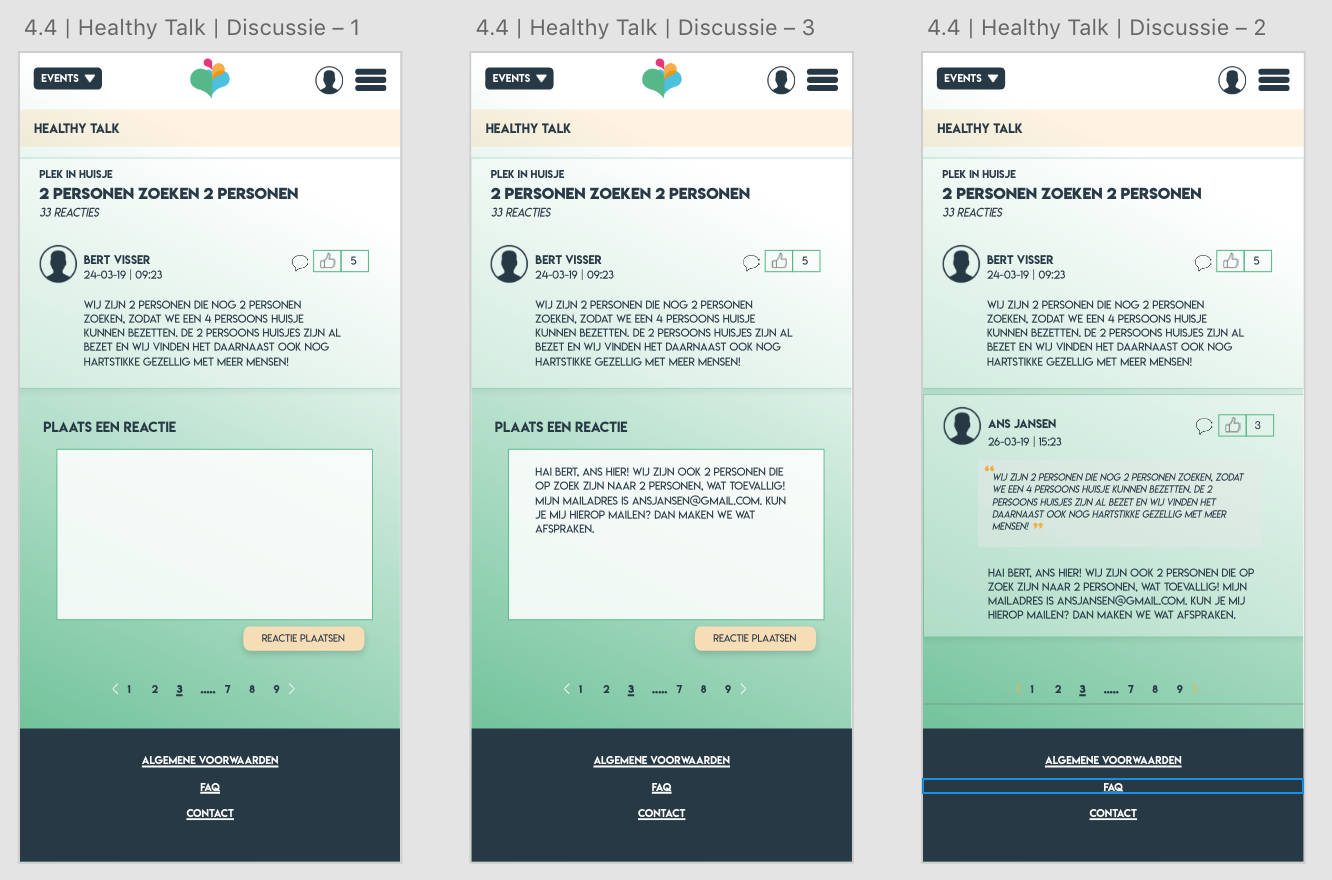 4.4 | Healthy Talk | Discussie – 1
EVENTS
HEALTHY TALK
PLEK IN HUISJE
2 PERSONEN ZOEKEN 2 PERSONEN
33 REACTIES
BERT VISSER
5
24-03-19 | 09:23
WIJ ZIJN 2 PERSONEN DIE NOG 2 PERSONEN
ZOEKEN, ZODAT WE EEN 4 PERSOONS HUISJE
KUNNEN BEZETTEN. DE 2 PERSOONS HUISJES ZIJN AL
BEZET EN WIJ VINDEN HET DAARNAAST OOK NOG
HARTSTIKKE GEZELLIG MET MEER MENSEN!
PLAATS EEN REACTIE
REACTIE PLAATSEN
< 1 2 3 ..... 7 8 9 >
ALGEMENE VOORWAARDEN
FAQ
CONTACT
4.4 | Healthy Talk | Discussie – 3
EVENTS
HEALTHY TALK
PLEK IN HUISJE
2 PERSONEN ZOEKEN 2 PERSONEN
33 REACTIES
BERT VISSER
5
24-03-19 | 09:23
WIJ ZIJN 2 PERSONEN DIE NOG 2 PERSONEN
ZOEKEN, ZODAT WE EEN 4 PERSOONS HUISJE
KUNNEN BEZETTEN. DE 2 PERSOONS HUISJES ZIJN AL
BEZET EN WIJ VINDEN HET DAARNAAST OOK NOG
HARTSTIKKE GEZELLIG MET MEER MENSEN!
PLAATS EEN REACTIE
HAI BERT, ANS HIER! WIJ ZIJN OOK 2 PERSONEN DIE
OP ZOEK ZIJN NAAR 2 PERSONEN, WAT TOEVALLIG!
MIJN MAILADRES IS ANSJANSEN@GMAIL.COM. KUN
JE MIJ HIEROP MAILEN? DAN MAKEN WE WAT
AFSPRAKEN.
REACTIE PLAATSEN
< 1 2 3 ..... 7 8 9 >
ALGEMENE VOORWAARDEN
FAQ
CONTACT
4.4 | Healthy Talk | Discussie – 2
EVENTS
HEALTHY TALK
PLEK IN HUISJE
2 PERSONEN ZOEKEN 2 PERSONEN
33 REACTIES
BERT VISSER
5
24-03-19 | 09:23
WIJ ZIJN 2 PERSONEN DIE NOG 2 PERSONEN
ZOEKEN, ZODAT WE EEN 4 PERSOONS HUISJE
KUNNEN BEZETTEN. DE 2 PERSOONS HUISJES ZIJN AL
BEZET EN WIJ VINDEN HET DAARNAAST OOK NOG
HARTSTIKKE GEZELLIG MET MEER MENSEN!
ANS JANSEN
3
26-03-19 | 15:23
“WIJ ZIJN 2 PERSONEN DIE NOG 2 PERSONEN ZOEKEN, ZODAT
WE EEN 4 PERSOONS HUISJE KUNNEN BEZETTEN. DE 2
PERSOONS HUISJES ZIJN AL BEZET EN WIJ VINDEN HET
DAARNAAST OOK NOG HARTSTIKKE GEZELLIG MET MEER
MENSEN! ”
HAI BERT, ANS HIER! WIJ ZIJN OOK 2 PERSONEN DIE OP
ZOEK ZIJN NAAR 2 PERSONEN, WAT TOEVALLIG! MIJN
MAILADRES IS ANSJANSEN@GMAIL.COM. KUN JE MIJ
HIEROP MAILEN? DAN MAKEN WE WAT AFSPRAKEN.
< 1 2 3 ..... 7 8 9 >
ALGEMENE VOORWAARDEN
FAQ
CONTACT